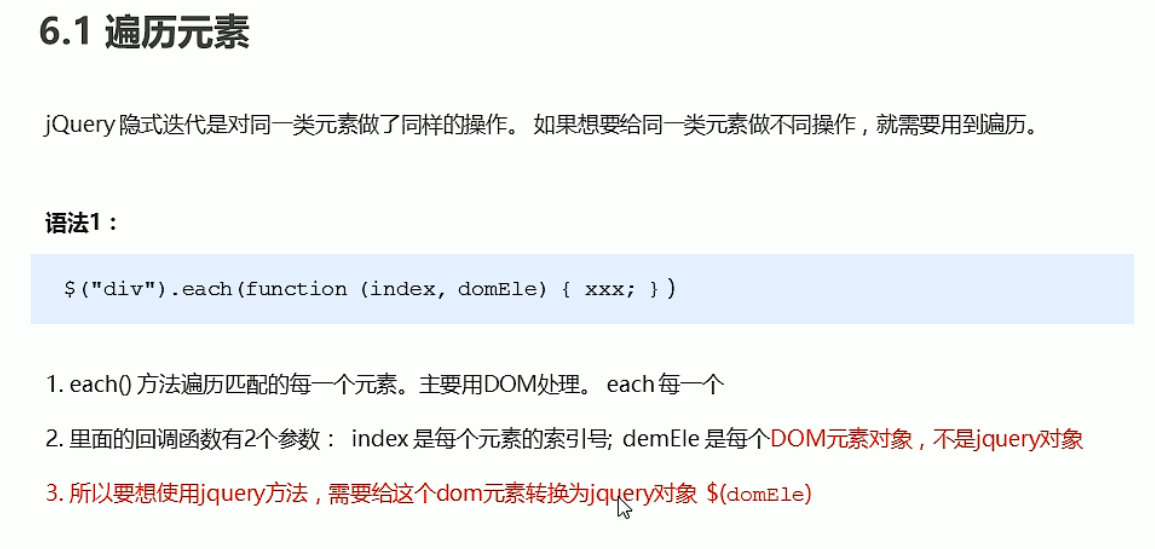 6.1 遍历元素
jQuery 隐式迭代是对同一类元素做了同样的操作。 如果想要给同一类元素做不同操作，就需要用到遍历。
语法1：
$("div").each(function (index, domEle) { xxx; })
1. each() 方法遍历匹配的每一个元素。主要用DOM处理。 each 每一个
2. 里面的回调函数有2个参数： index 是每个元素的索引号; demEle 是每个DOM元素对象，不是jquery对象
3. 所以要想使用jquery方法，需要给这个dom元素转换为jquery对象 $(domEle)